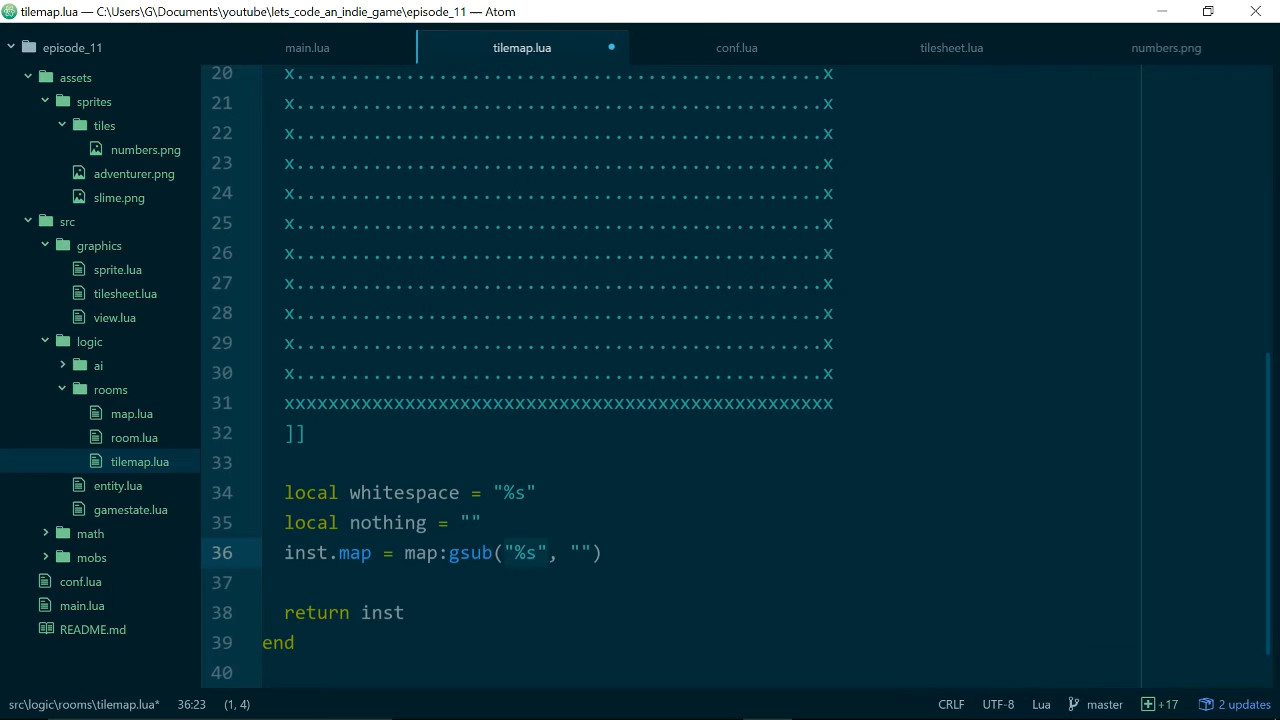 tilemap.lua — C:\Users\G\Documents\youtube\lets_code_an_indie_game\episode_11 — Atom
episode_11
assets
sprites
tiles
numbers.png
adventurer.png
slime.png
src
graphics
sprite.lua
tilesheet.lua
view.lua
logic
ai
rooms
map.lua
room.lua
tilemap.lua
entity.lua
gamestate.lua
math
mobs
conf.lua
main.lua
README.md
main.lua tilemap.lua conf.lua tilesheet.lua numbers.png
20 x................................................x
21 x................................................x
22 x................................................x
23 x................................................x
24 x................................................x
25 x................................................x
26 x................................................x
27 x................................................x
28 x................................................x
29 x................................................x
30 x................................................x
31 xxxxxxxxxxxxxxxxxxxxxxxxxxxxxxxxxxxxxxxxxxxxxxxxxx
32 ]]
33
34 local whitespace = "%s"
35 local nothing = ""
36 inst.map = map:gsub("%s", "")
37
38 return inst
39 end
40
src\logic\rooms\tilemap.lua* 36:23 (1, 4) CRLF UTF-8 Lua master +17 2 updates